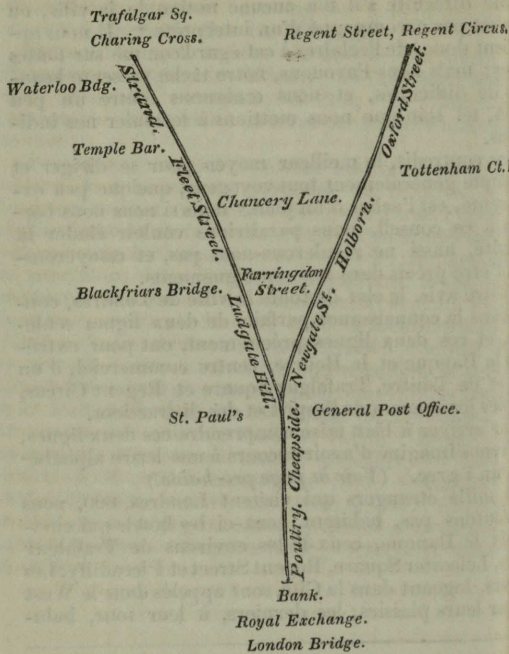 Trafalgar Sq.
Charing Cross.
Regent Street, Regent Circus.
Waterloo Bdg.
Strand.
Oxford Street.
Temple Bar.
Fleet Street.
Tottenham Ct.
Chancery Lane.
Holborn.
Farringdon
Street.
Blackfriars Bridge.
Ludgate Hill.
Newgate St.
St. Paul's
General Post Office.
Cheapside.
Poultry.
Bank.
Royal Exchange.
London Bridge.